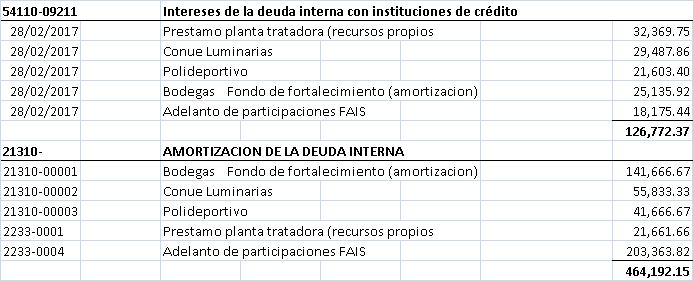 54110-09211 Intereses de la deuda interna con instituciones de crédito
28/02/2017 Prestamo planta tratadora (recursos propios 32,369.75
28/02/2017 Conue Luminarias 29,487.86
28/02/2017 Polideportivo 21,603.40
28/02/2017 Bodegas Fondo de fortalecimiento (amortizacion) 25,135.92
28/02/2017 Adelanto de participaciones FAIS 18,175.44
126,772.37
21310- AMORTIZACION DE LA DEUDA INTERNA
21310-00001 Bodegas Fondo de fortalecimiento (amortizacion) 141,666.67
21310-00002 Conue Luminarias 55,833.33
21310-00003 Polideportivo 41,666.67
2233-0001 Prestamo planta tratadora (recursos propios 21,661.66
2233-0004 Adelanto de participaciones FAIS 203,363.82
464,192.15